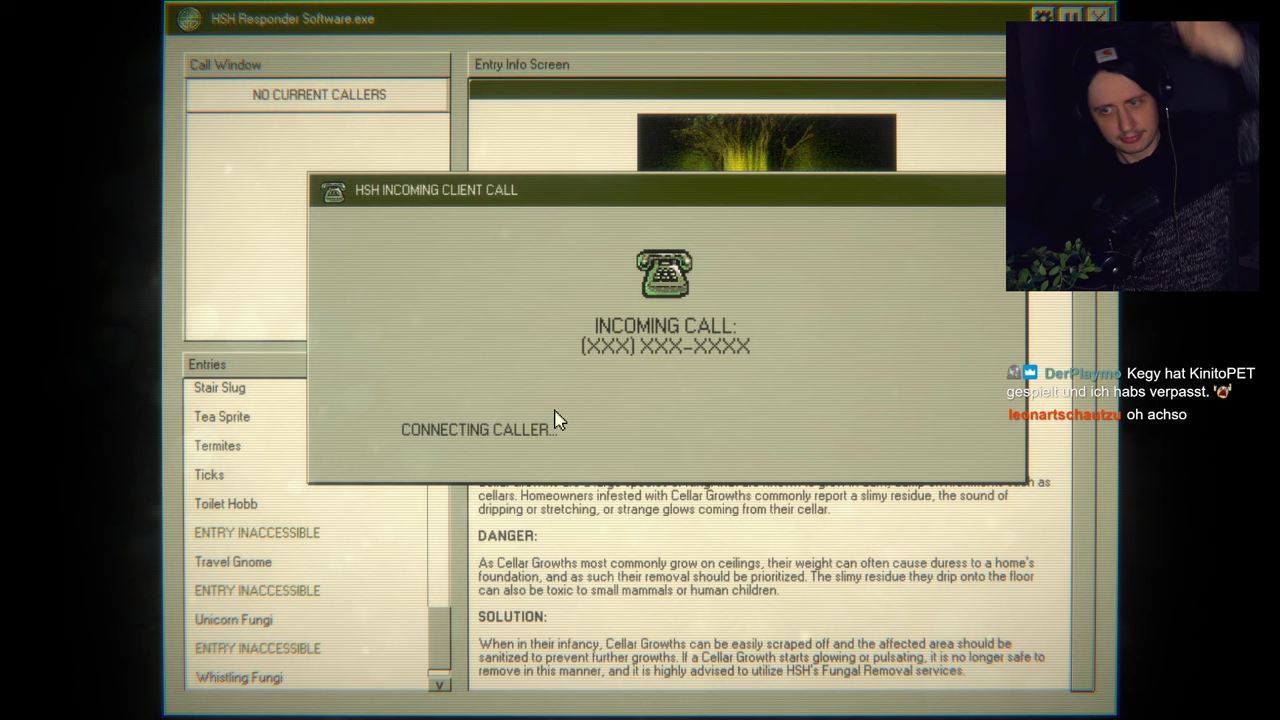 HSH Responder Software.exe
Call Window
NO CURRENT CALLERS
Entry Info Screen
HSH INCOMING CLIENT CALL
INCOMING CALL:
(XXX) XXX-XXXX
CONNECTING CALLER...
Entries
Stair Slug
Tea Sprite
Termites
Ticks
Toilet Hobb
ENTRY INACCESSIBLE
Travel Gnome
ENTRY INACCESSIBLE
Unicorn Fungi
ENTRY INACCESSIBLE
Whistling Fungi
cellars. Homeowners infested with Cellar Growths commonly report a slimy residue, the sound of
dripping or stretching, or strange glows coming from their cellar.
DANGER:
As Cellar Growths most commonly grow on ceilings, their weight can often cause duress to a home's
foundation, and as such their removal should be prioritized. The slimy residue they drip onto the floor
can also be toxic to small mammals or human children.
SOLUTION:
When in their infancy, Cellar Growths can be easily scraped off and the affected area should be
sanitized to prevent further growths. If a Cellar Growth starts glowing or pulsating, it is no longer safe to
remove in this manner, and it is highly advised to utilize HSH's Fungal Removal services.
DerPlaymo Kegy hat KinitoPET
gespielt und ich habs verpasst.
leonartschautzu oh achso